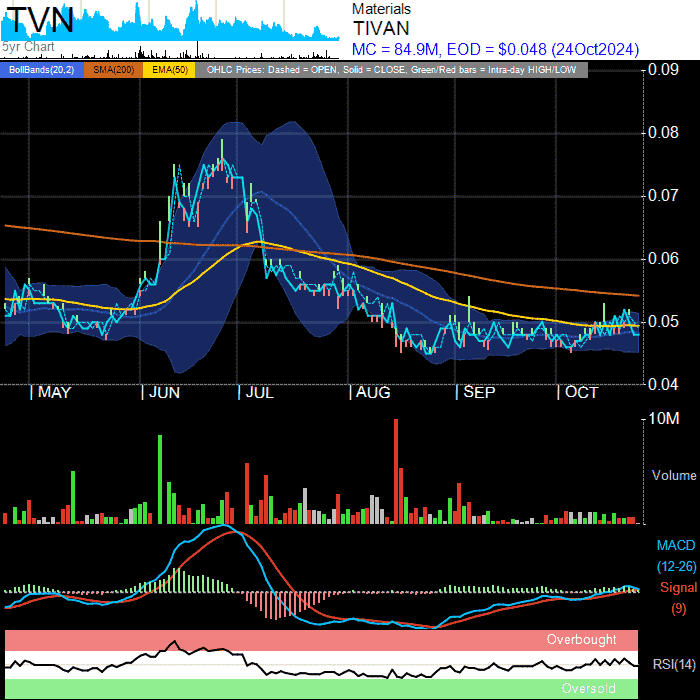 TVN
5yr Chart
Materials
TIVAN
MC = 84.9M, EOD = $0.048 (24Oct2024)
BollBands(20,2) SMA(200) EMA(50) OHLC Prices: Dashed = OPEN, Solid = CLOSE, Green/Red bars = Intra-day HIGH/LOW
0.09
0.08
0.07
0.06
0.05
0.04
| MAY | JUN | JUL | AUG | SEP | OCT
10M
Volume
MACD
(12-26)
Signal
(9)
Overbought
RSI(14)
Oversold